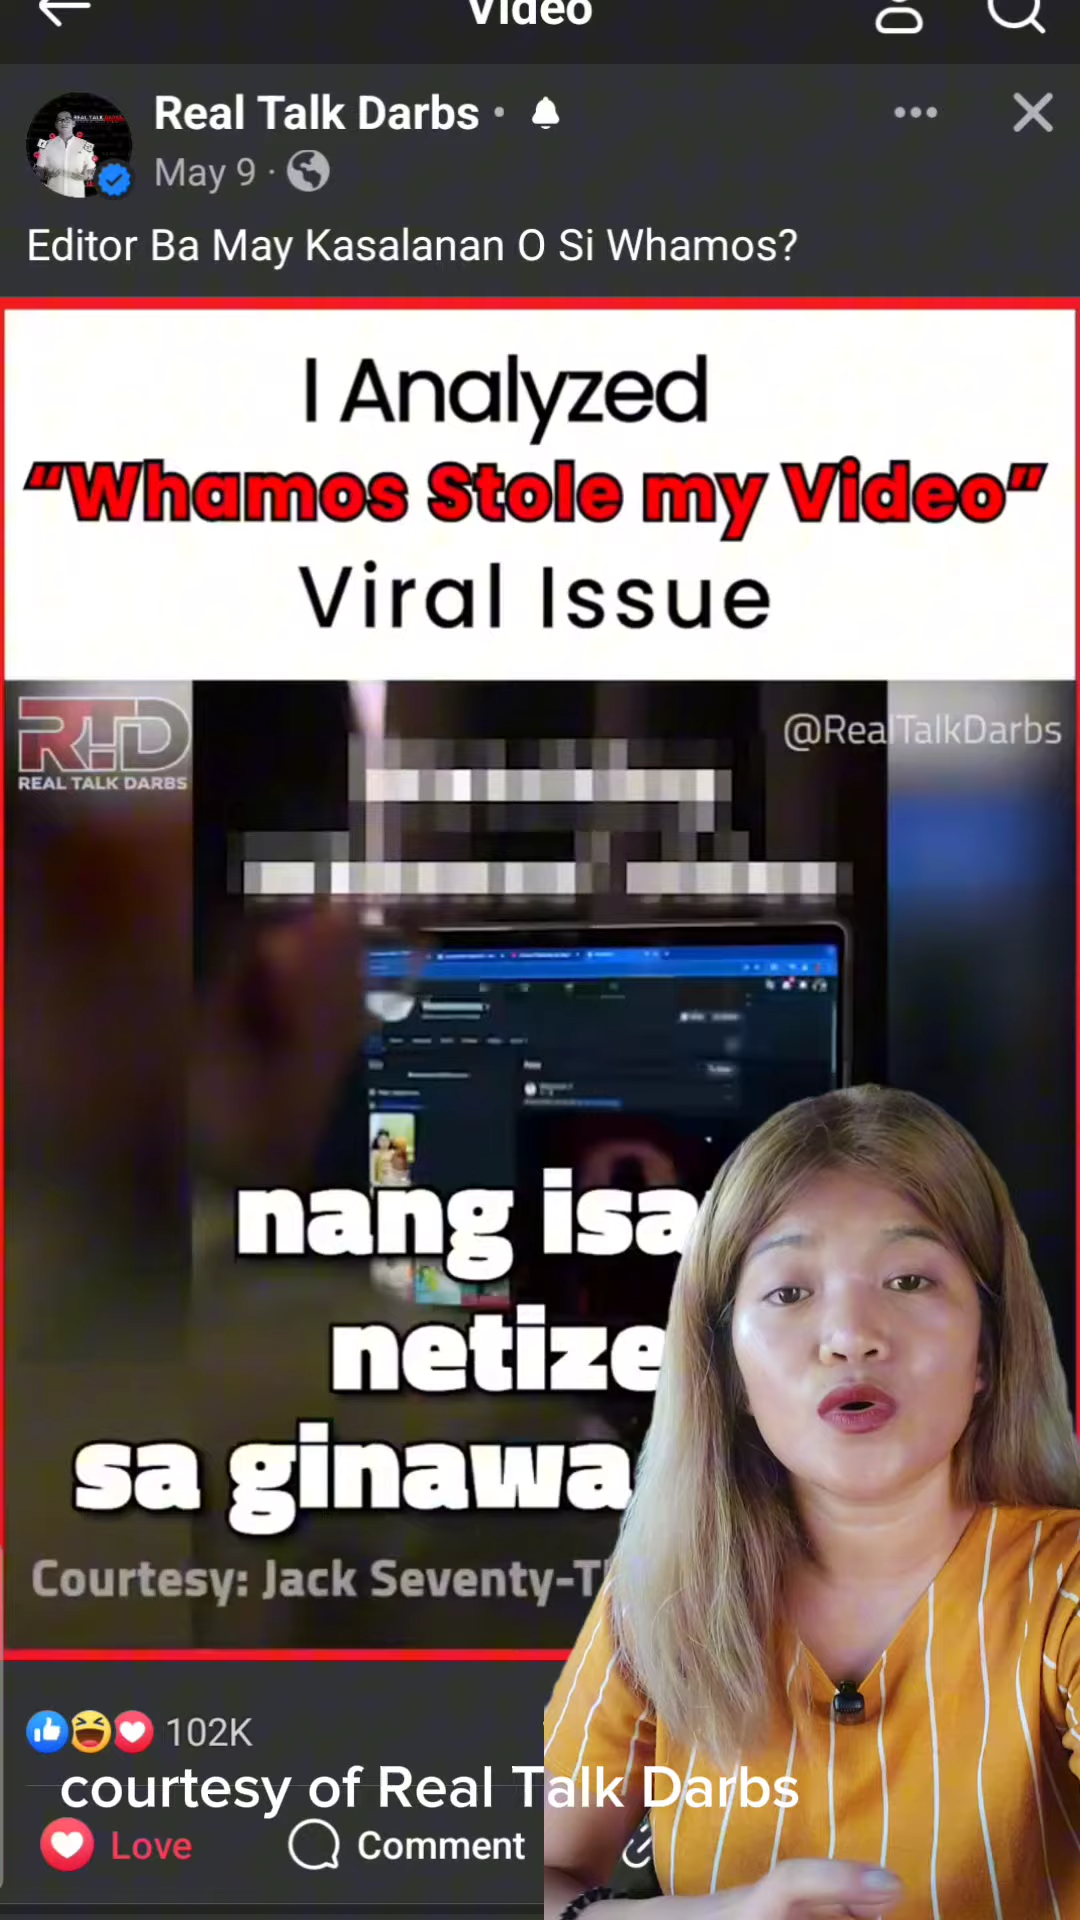 Video
Real Talk Darbs
May 9
Editor Ba May Kasalanan O Si Whamos?
I Analyzed
"Whamos Stole my Video"
Viral Issue
RTD
REAL TALK DARBS
@RealTalkDarbs
nang isa
netize
sa ginawa
Courtesy: Jack Seventy-T
102K
courtesy of Real Talk Darbs
Love
Comment